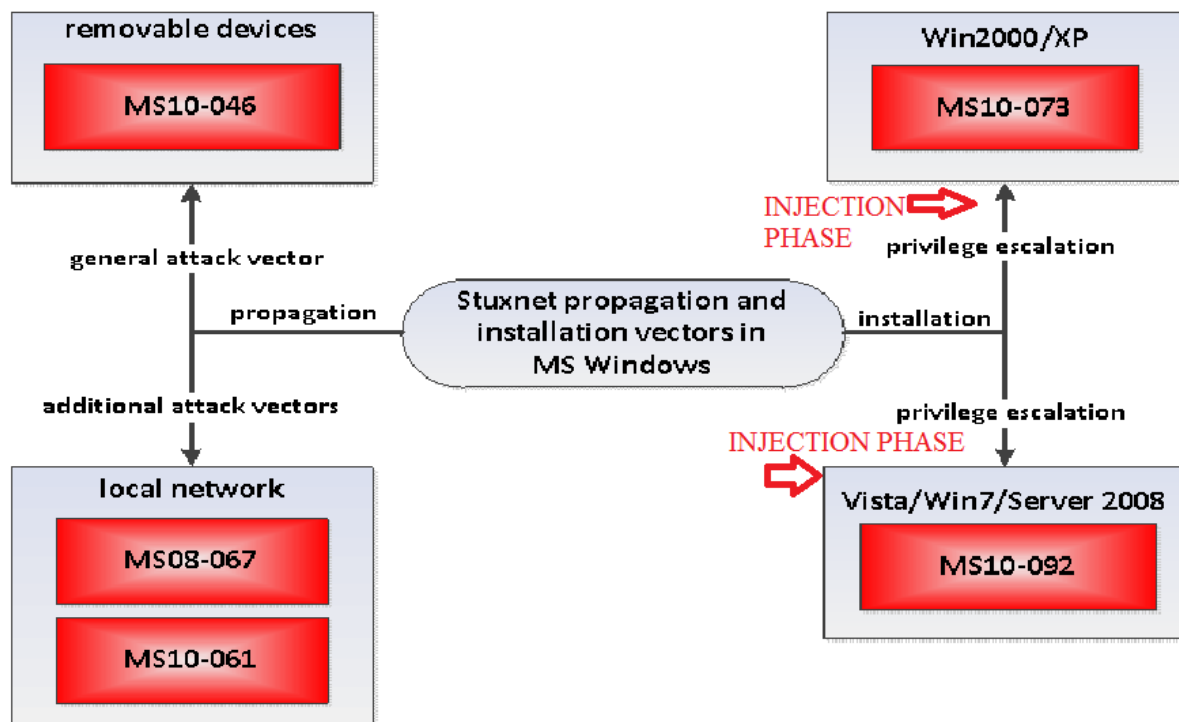 removable devices
MS10-046
Win2000/XP
MS10-073
INJECTION
PHASE
general attack vector
privilege escalation
propagation
Stuxnet propagation and
installation vectors in
MS Windows
installation
additional attack vectors
privilege escalation
INJECTION PHASE
local network
MS08-067
MS10-061
Vista/Win7/Server 2008
MS10-092